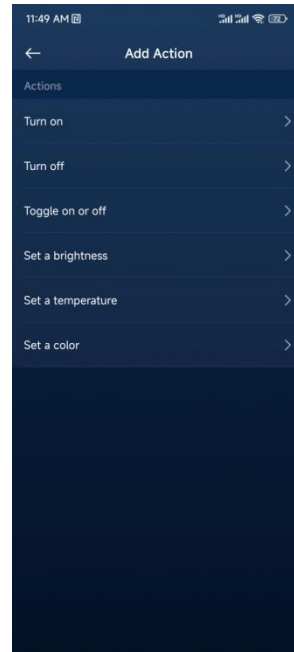 11:49 AM
72
Add Action
Actions
Turn on
Turn off
Toggle on or off
Set a brightness
Set a temperature
Set a color